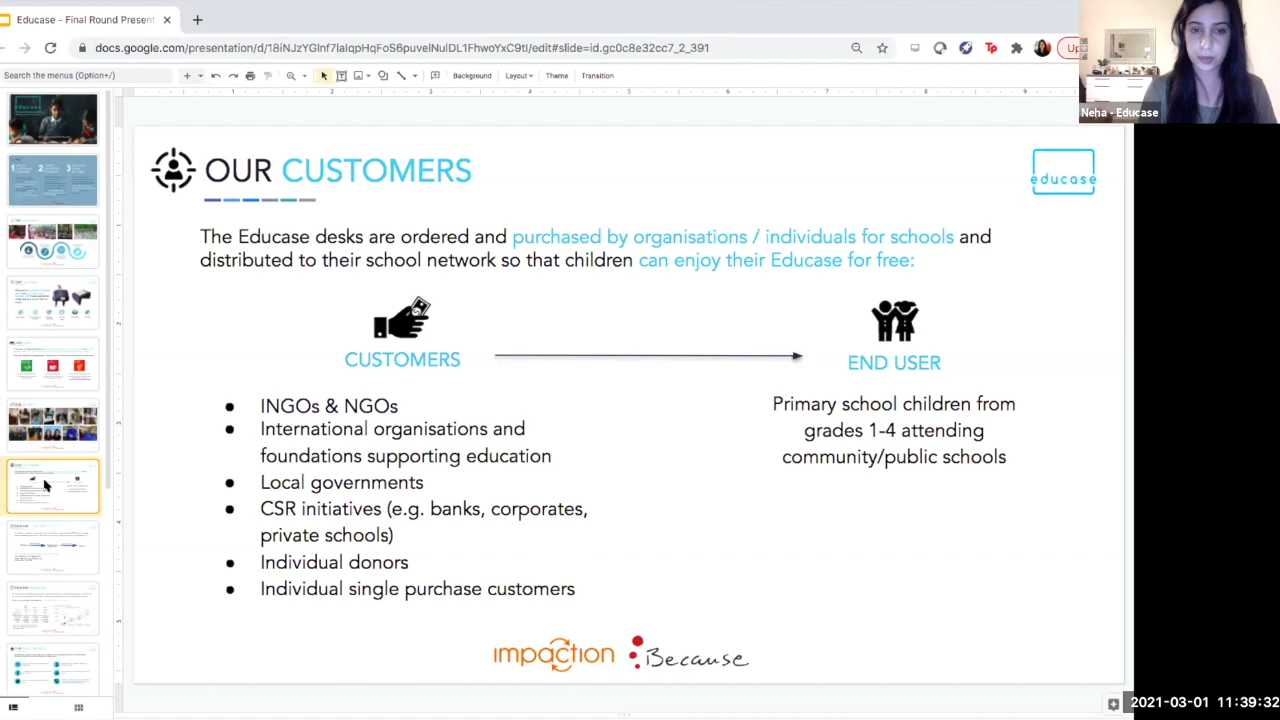 Educase - Final Round Present
docs.google.com/presentation/d/18iNJzYGlnf7laIqpHqFoS6pUvelNuiDL1FhwoYxC9tI/edit#slide=id.gc0c8e32cc7_2_391
Search the menus (Option+/)
Background
Layout
Theme
Transition
Neha - Educase
OUR CUSTOMERS
educase
The Educase desks are ordered and purchased by organisations / individuals for schools and
distributed to their school network so that children can enjoy their Educase for free:
CUSTOMERS
END USER
● INGOs & NGOs
● International organisations and
foundations supporting education
● Local governments
● CSR initiatives (e.g. banks, corporates,
private schools)
● Individual donors
● Individual single purchase customers
Primary school children from
grades 1-4 attending
community/public schools
impaction
Because
2021-03-01 11:39:32